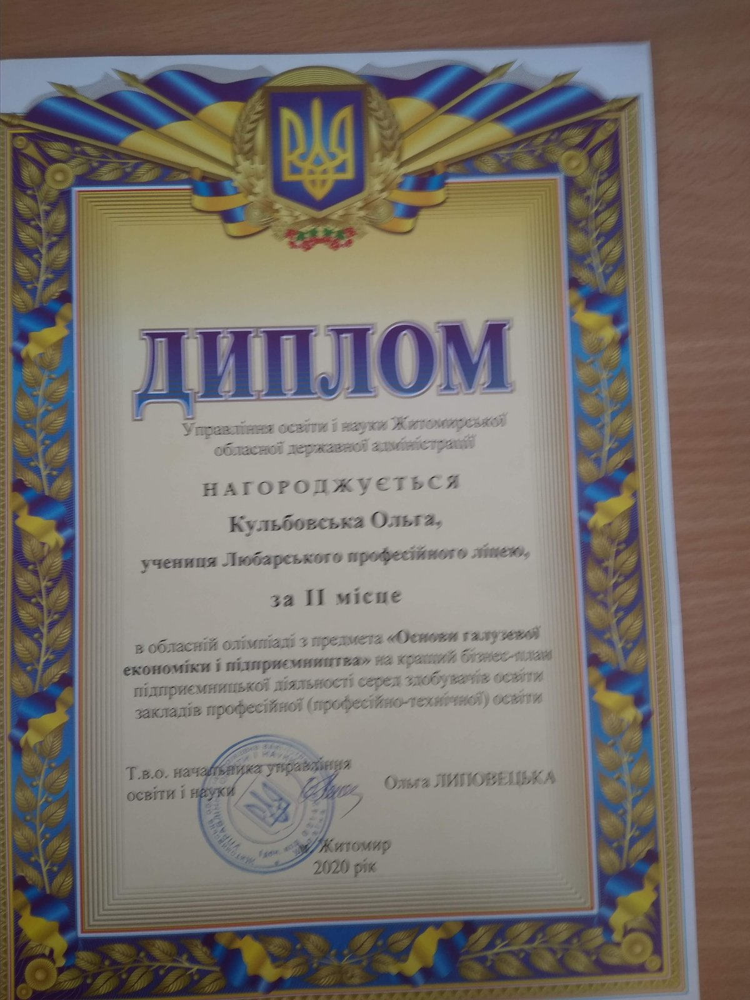 ДИПЛОМ
Управління освіти і науки Житомирської
обласної державної адміністрації
НАГОРОДЖУЄТЬСЯ
Кульбовська Ольга,
учениця Любарського професійного ліцею,
за ІІ місце
в обласній олімпіаді з предмета «Основи галузевої
економіки і підприємництва» на кращий бізнес-план
підприємницької діяльності серед здобувачів освіти
закладів професійної (професійно-технічної) освіти
Т.в.о. начальника управління
освіти і науки
Ольга ЛИПОВЕЦЬКА
м. Житомир
2020 рік